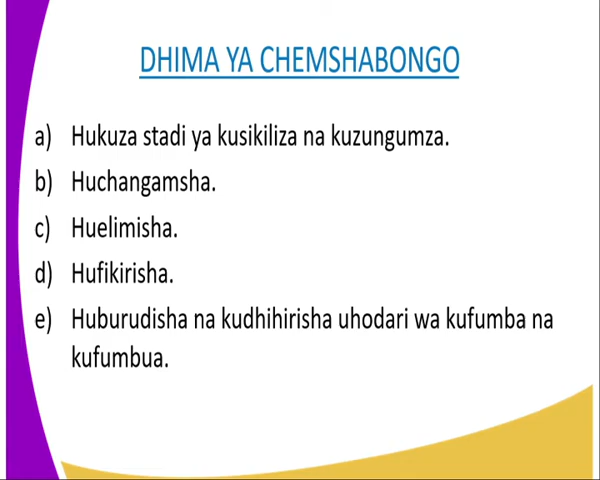 DHIMA YA CHEMSHABONGO
a) Hukuza stadi ya kusikiliza na kuzungumza.
b) Huchangamsha.
c) Huelimisha.
d) Hufikirisha.
e) Huburudisha na kudhihirisha uhodari wa kufumba na
kufumbua.